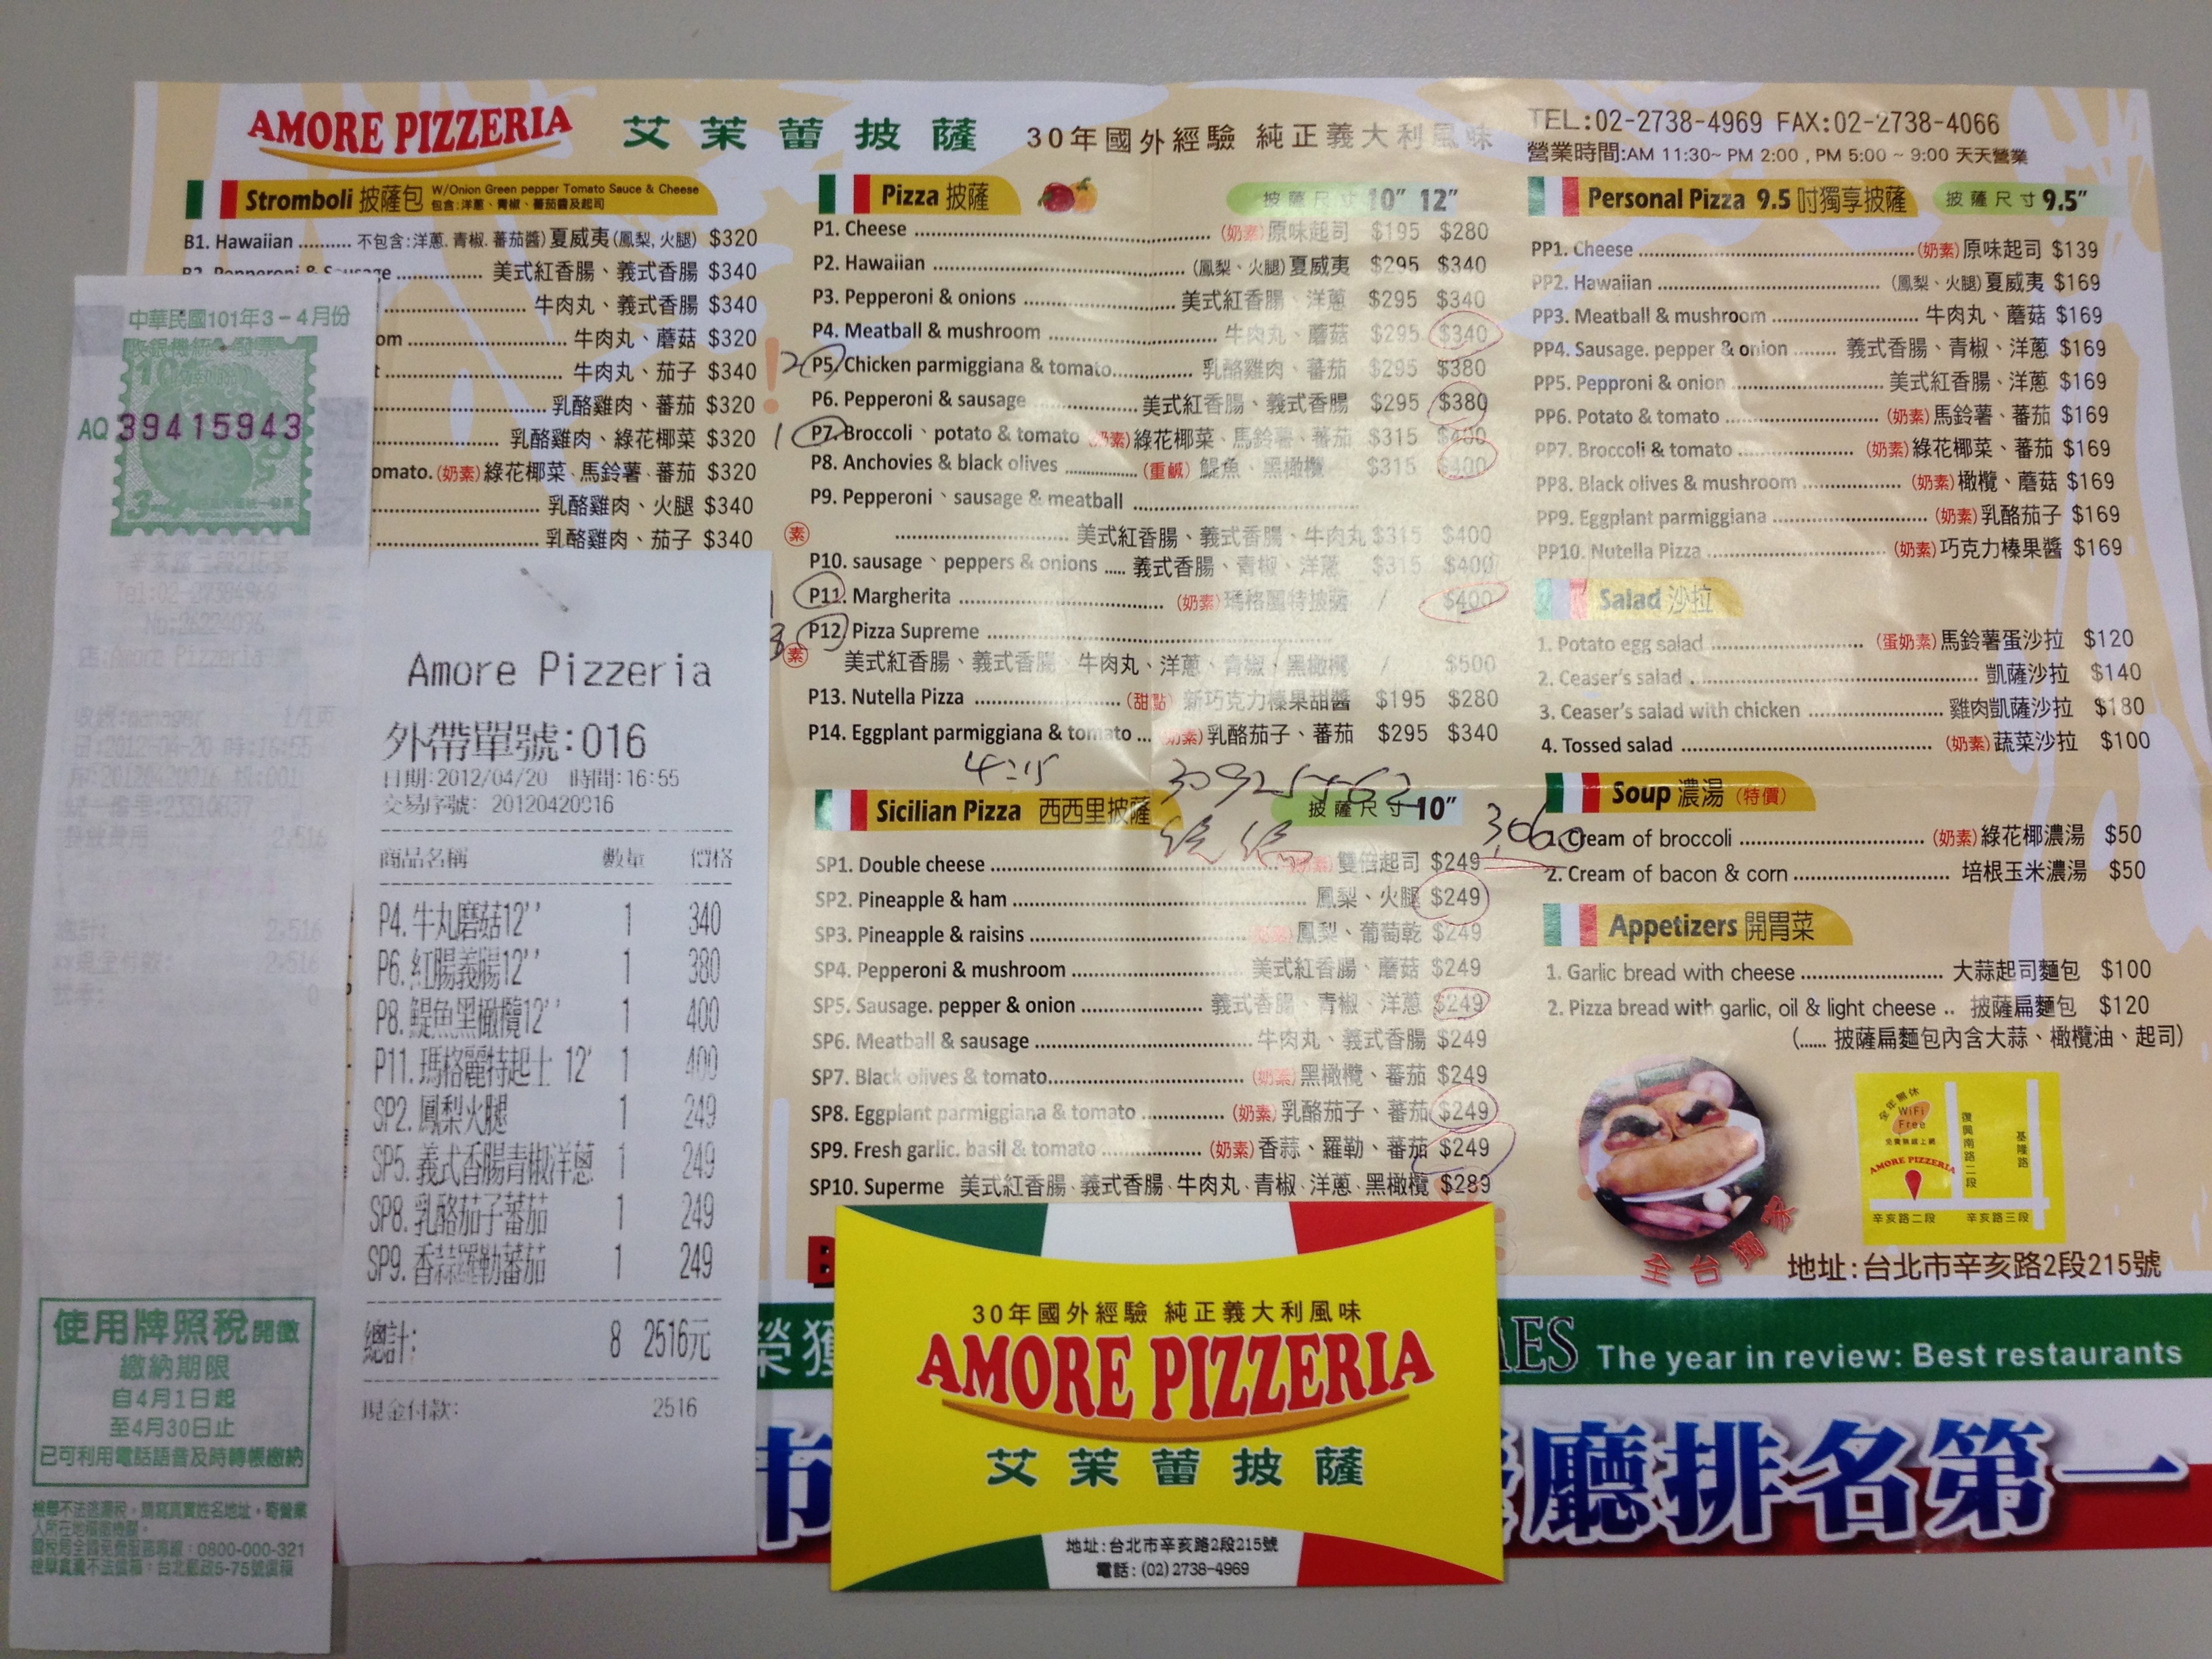 AMORE PIZZERIA 艾茉蕾披薩 30年國外經驗 純正義大利風味
TEL:02-2738-4969 FAX:02-2738-4066
營業時間:AM 11:30~ PM 2:00 , PM 5:00 ~ 9:00 天天營業
Stromboli 披薩包 W/Onion Green pepper Tomato Sauce & Cheese
包含:洋蔥、青椒、蕃茄醬及起司
B1. Hawaiian .......... 不包含:洋蔥.青椒.蕃茄醬)夏威夷(鳳梨,火腿) $320
B2. Pepperoni & Sausage ............ 美式紅香腸、義式香腸 $340
牛肉丸、義式香腸 $340
om ................ 牛肉丸、蘑菇 $320
t ................ 牛肉丸、茄子 $340
乳酪雞肉、蕃茄 $320
乳酪雞肉、綠花椰菜 $320
omato. (奶素) 綠花椰菜、馬鈴薯、蕃茄 $320
乳酪雞肉、火腿 $340
乳酪雞肉、茄子 $340
Pizza 披薩 披薩尺寸 10” 12”
P1. Cheese ........ (奶素)原味起司 $195 $280
P2. Hawaiian ........ (鳳梨、火腿)夏威夷 $295 $340
P3. Pepperoni & onions ........ 美式紅香腸、洋蔥 $295 $340
P4. Meatball & mushroom ........ 牛肉丸、蘑菇 $295 $340
P5. Chicken parmiggiana & tomato ........ 乳酪雞肉、蕃茄 $295 $380
P6. Pepperoni & sausage ........ 美式紅香腸、義式香腸 $295 $380
P7. Broccoli、potato & tomato (奶素) 綠花椰菜、馬鈴薯、蕃茄 $315 $400
P8. Anchovies & black olives ........ (重鹹) 鯷魚、黑橄欖 $315 $400
P9. Pepperoni、sausage & meatball ........
美式紅香腸、義式香腸、牛肉丸 $315 $400
P10. sausage、peppers & onions ..... 義式香腸、青椒、洋蔥 $315 $400
P11. Margherita ........ (奶素)瑪格麗特披薩 / $400
P12. Pizza Supreme ........
美式紅香腸、義式香腸、牛肉丸、洋蔥、青椒、黑橄欖 / $500
P13. Nutella Pizza ........ (甜點) 新巧克力榛果甜醬 $195 $280
P14. Eggplant parmiggiana & tomato ... (奶素)乳酪茄子、蕃茄 $295 $340
4:15
Sicilian Pizza 西西里披薩 披薩尺寸 10”
SP1. Double cheese ........ 雙倍起司 $249
SP2. Pineapple & ham ........ 鳳梨、火腿 $249
SP3. Pineapple & raisins ........ 鳳梨、葡萄乾 $249
SP4. Pepperoni & mushroom ........ 美式紅香腸、蘑菇 $249
SP5. Sausage. pepper & onion ........ 義式香腸、青椒、洋蔥 $249
SP6. Meatball & sausage ........ 牛肉丸、義式香腸 $249
SP7. Black olives & tomato ........ (奶素) 黑橄欖、蕃茄 $249
SP8. Eggplant parmiggiana & tomato ........ (奶素) 乳酪茄子、蕃茄 $249
SP9. Fresh garlic. basil & tomato ........ (奶素) 香蒜、羅勒、蕃茄 $249
SP10. Superme 美式紅香腸、義式香腸、牛肉丸、青椒、洋蔥、黑橄欖 $289
Personal Pizza 9.5吋獨享披薩 披薩尺寸 9.5”
PP1. Cheese ........ (奶素)原味起司 $139
PP2. Hawaiian ........ (鳳梨、火腿)夏威夷 $169
PP3. Meatball & mushroom ........ 牛肉丸、蘑菇 $169
PP4. Sausage. pepper & onion ........ 義式香腸、青椒、洋蔥 $169
PP5. Pepproni & onion ........ 美式紅香腸、洋蔥 $169
PP6. Potato & tomato ........ (奶素)馬鈴薯、蕃茄 $169
PP7. Broccoli & tomato ........ (奶素)綠花椰菜、蕃茄 $169
PP8. Black olives & mushroom ........ (奶素)橄欖、蘑菇 $169
PP9. Eggplant parmiggiana ........ (奶素)乳酪茄子 $169
PP10. Nutella Pizza ........ (奶素)巧克力榛果醬 $169
Salad 沙拉
1. Potato egg salad ........ (蛋奶素)馬鈴薯蛋沙拉 $120
2. Ceaser's salad ........ 凱薩沙拉 $140
3. Ceaser's salad with chicken ........ 雞肉凱薩沙拉 $180
4. Tossed salad ........ (奶素)蔬菜沙拉 $100
Soup 濃湯 (特價)
3060
Cream of broccoli ........ (奶素)綠花椰濃湯 $50
2. Cream of bacon & corn ........ 培根玉米濃湯 $50
Appetizers 開胃菜
1. Garlic bread with cheese ........ 大蒜起司麵包 $100
2. Pizza bread with garlic, oil & light cheese .. 披薩扁麵包 $120
(...... 披薩扁麵包內含大蒜、橄欖油、起司)
全台獨家
全年無休
WiFi Free
免費無線上網
AMORE PIZZERIA
復興南路二段
基隆路
辛亥路二段 辛亥路三段
地址:台北市辛亥路2段215號
榮獲
MES The year in review: Best restaurants
市
廳排名第一
中華民國101年3-4月份
收銀機統一發票
AQ 39415943
Tel:02-27384969
No:26224096
店:Amore Pizzeria
收銀:manager 1/1頁
日:2012-04-20 時:16:55
序:20120420016 機:001
2,516
總計: 2,516
2,516
0
使用牌照稅開徵
繳納期限
自4月1日起
至4月30日止
已可利用電話語音及時轉帳繳納
檢舉不法逃漏稅,請寫真實姓名地址,寄營業
人所在地稽徵機關。
國稅局全國免費服務專線:0800-000-321
檢舉貪瀆不法信箱:台北郵政5-75號信箱
Amore Pizzeria
外帶單號:016
日期:2012/04/20 時間:16:55
交易序號: 20120420016
商品名稱 數量 價格
P4.牛丸磨菇12'' 1 340
P6.紅腸義腸12'' 1 380
P8.鯷魚黑橄欖12'' 1 400
P11.瑪格麗特起士 12' 1 400
SP2.鳳梨火腿 1 249
SP5.義式香腸青椒洋蔥 1 249
SP8.乳酪茄子蕃茄 1 249
SP9.香蒜羅勒蕃茄 1 249
總計: 8 2516元
現金付款: 2516
30年國外經驗 純正義大利風味
AMORE PIZZERIA
艾茉蕾披薩
地址:台北市辛亥路2段215號
電話:(02)2738-4969